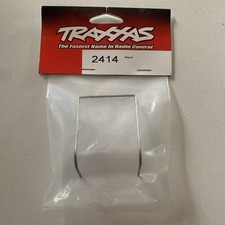 TRAXXAS
The Fastest Name In Radio Control
2414